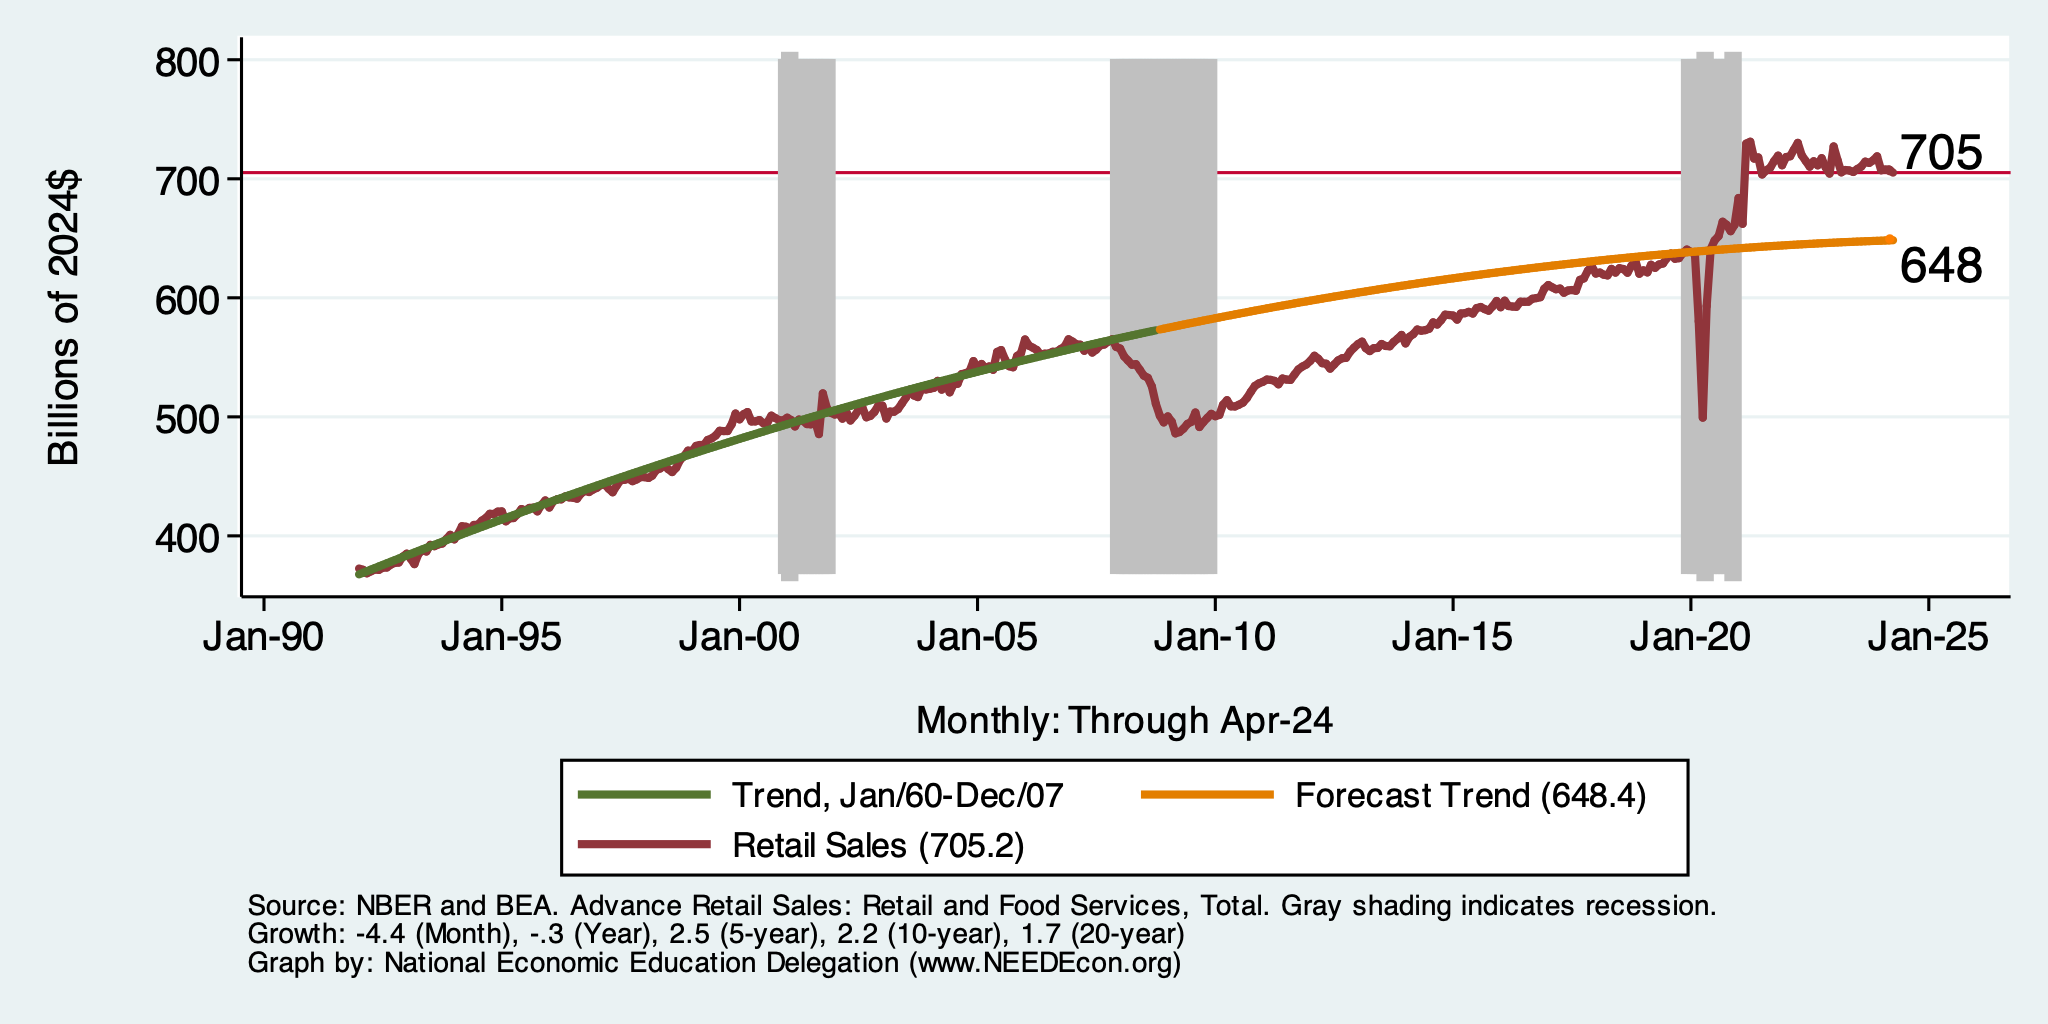 Billions of 2024$
800
700
600
500
400
705
648
Jan-90 Jan-95 Jan-00 Jan-05 Jan-10 Jan-15 Jan-20 Jan-25
Monthly: Through Apr-24
Trend, Jan/60-Dec/07 Forecast Trend (648.4)
Retail Sales (705.2)
Source: NBER and BEA. Advance Retail Sales: Retail and Food Services, Total. Gray shading indicates recession.
Growth: -4.4 (Month), -.3 (Year), 2.5 (5-year), 2.2 (10-year), 1.7 (20-year)
Graph by: National Economic Education Delegation (www.NEEDEcon.org)